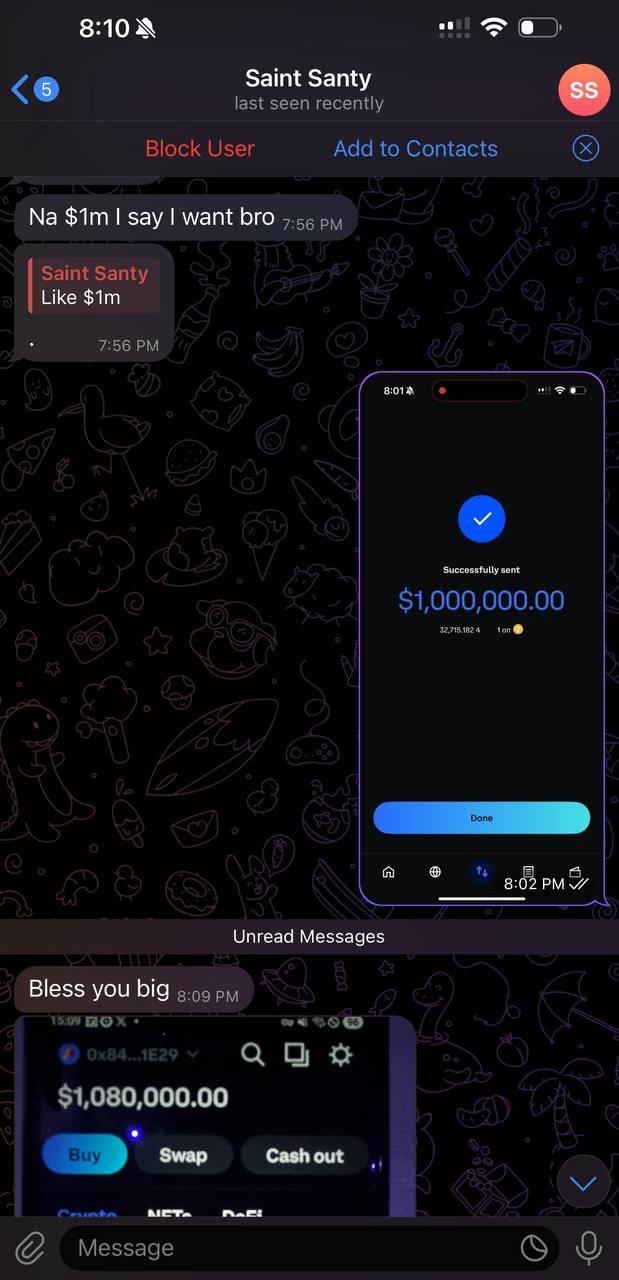 8:10
5
Saint Santy
last seen recently
SS
Block User
Add to Contacts
Na $1m I say I want bro 7:56 PM
Saint Santy
Like $1m
. 7:56 PM
8:01
Successfully sent
$1,000,000.00
32,715.182 4 t on
Done
8:02 PM
Unread Messages
Bless you big 8:09 PM
15:09 X • 96
0x84...1E29
$1,080,000.00
Buy Swap Cash out
Crypto NFTs DeFi
Message